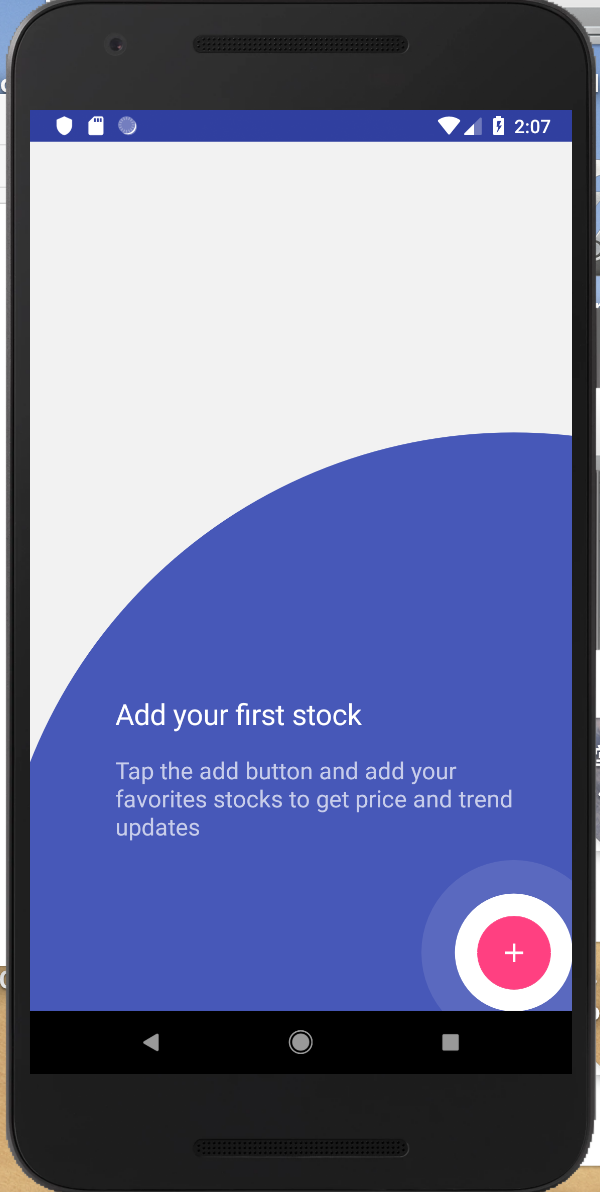 2:07
Add your first stock
Tap the add button and add your
favorites stocks to get price and trend
updates